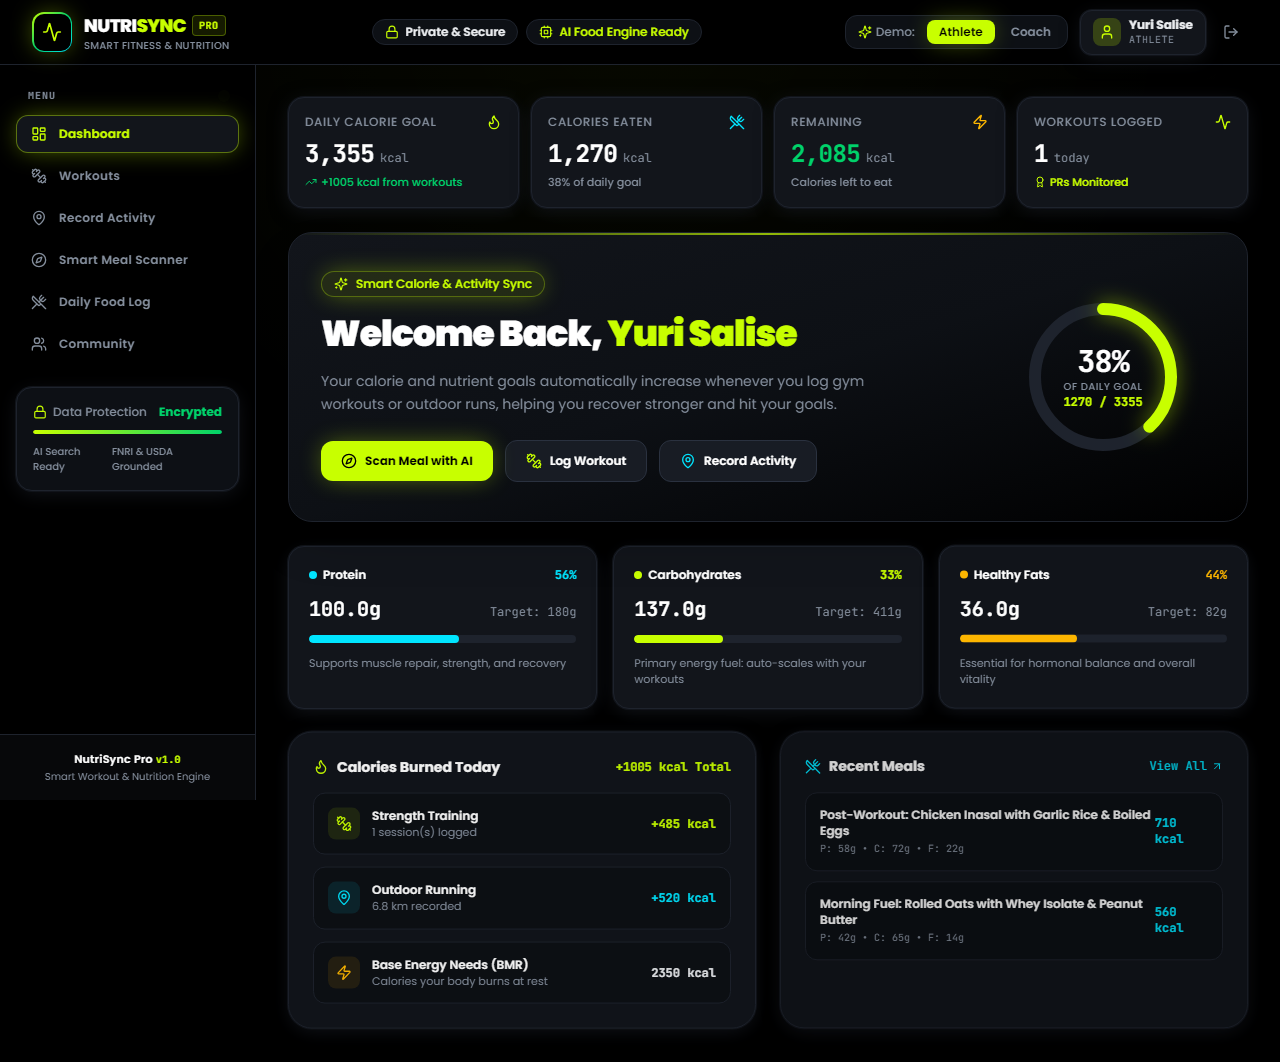 NUTRISYNC PRO
SMART FITNESS & NUTRITION
Private & Secure
AI Food Engine Ready
Demo:
Athlete
Coach
Yuri Salise
ATHLETE
MENU
Dashboard
Workouts
Record Activity
Smart Meal Scanner
Daily Food Log
Community
Data Protection Encrypted
AI Search Ready
FNRI & USDA Grounded
NutriSync Pro v1.0
Smart Workout & Nutrition Engine
DAILY CALORIE GOAL
3,355 kcal
+1005 kcal from workouts
CALORIES EATEN
1,270 kcal
38% of daily goal
REMAINING
2,085 kcal
Calories left to eat
WORKOUTS LOGGED
1 today
PRs Monitored
Smart Calorie & Activity Sync
Welcome Back, Yuri Salise
Your calorie and nutrient goals automatically increase whenever you log gym
workouts or outdoor runs, helping you recover stronger and hit your goals.
Scan Meal with AI
Log Workout
Record Activity
38%
OF DAILY GOAL
1270 / 3355
Protein 56%
100.0g Target: 180g
Supports muscle repair, strength, and recovery
Carbohydrates 33%
137.0g Target: 411g
Primary energy fuel: auto-scales with your
workouts
Healthy Fats 44%
36.0g Target: 82g
Essential for hormonal balance and overall
vitality
Calories Burned Today +1005 kcal Total
Strength Training
1 session(s) logged
+485 kcal
Outdoor Running
6.8 km recorded
+520 kcal
Base Energy Needs (BMR)
Calories your body burns at rest
2350 kcal
Recent Meals View All
Post-Workout: Chicken Inasal with Garlic Rice & Boiled
Eggs
P: 58g • C: 72g • F: 22g
710
kcal
Morning Fuel: Rolled Oats with Whey Isolate & Peanut
Butter
P: 42g • C: 65g • F: 14g
560
kcal